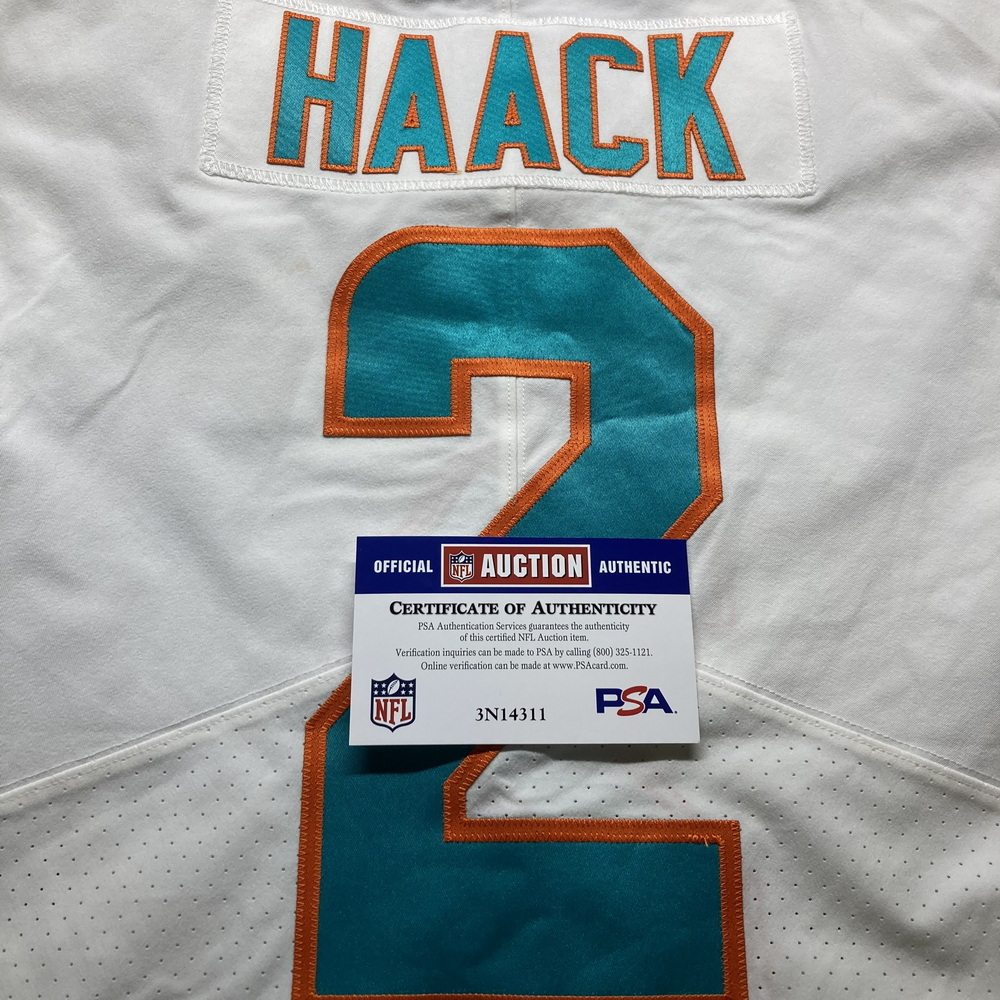 HAACK
2
OFFICIAL NFL AUCTION AUTHENTIC
CERTIFICATE OF AUTHENTICITY
PSA Authentication Services guarantees the authenticity
of this certified NFL Auction item.
Verification inquiries can be made to PSA by calling (800) 325-1121.
Online verification can be made at www.PSAcard.com.
NFL 3N14311 PSA.